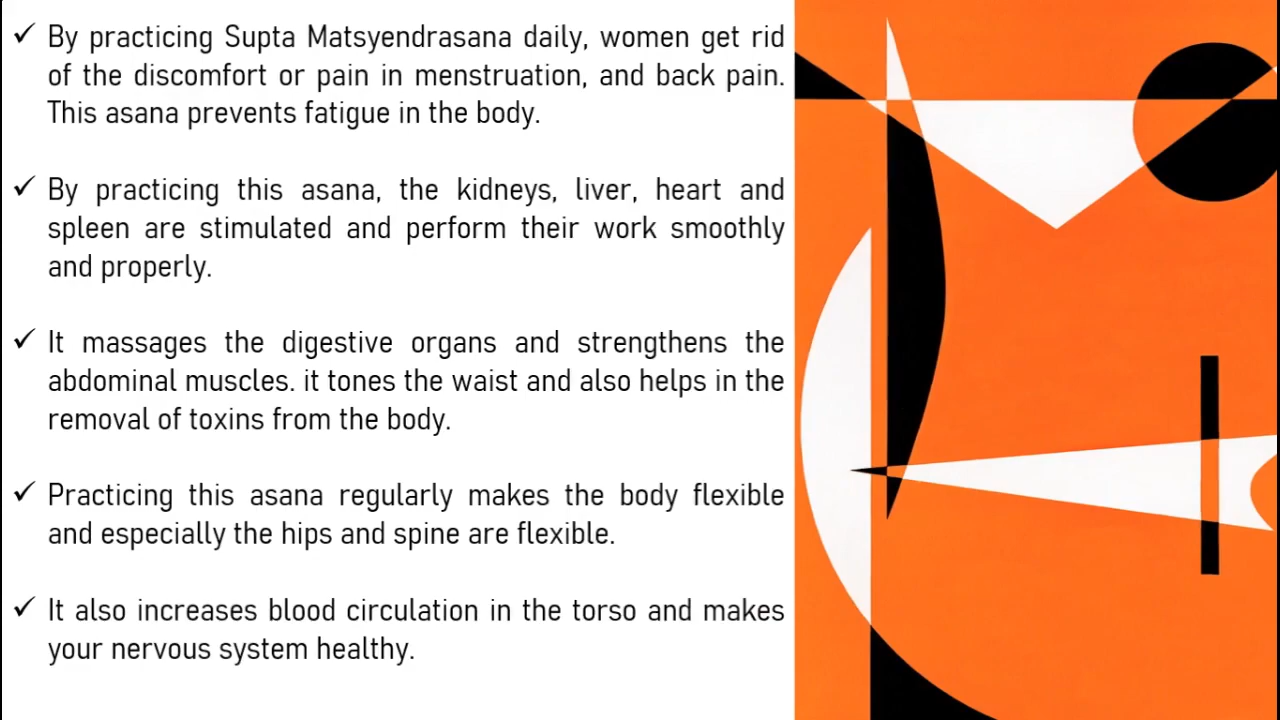 ✓ By practicing Supta Matsyendrasana daily, women get rid
of the discomfort or pain in menstruation, and back pain.
This asana prevents fatigue in the body.
✓ By practicing this asana, the kidneys, liver, heart and
spleen are stimulated and perform their work smoothly
and properly.
✓ It massages the digestive organs and strengthens the
abdominal muscles. it tones the waist and also helps in the
removal of toxins from the body.
✓ Practicing this asana regularly makes the body flexible
and especially the hips and spine are flexible.
✓ It also increases blood circulation in the torso and makes
your nervous system healthy.